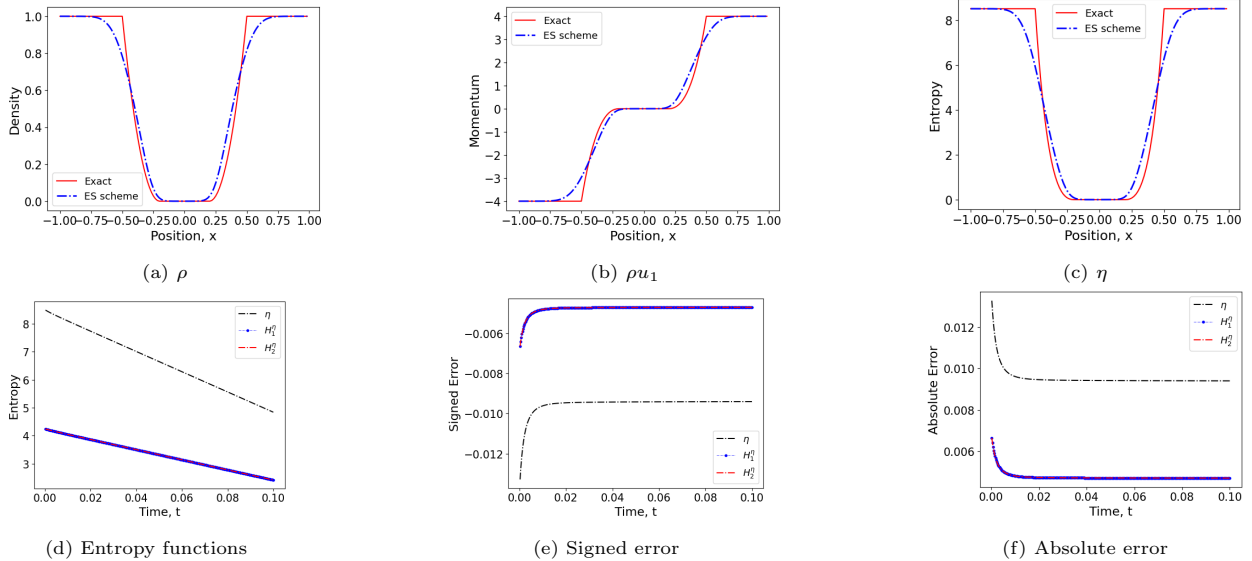 1.0
0.8
0.6
0.4
0.2
0.0
Density
Exact
ES scheme
−1.00−0.75−0.50−0.25 0.00 0.25 0.50 0.75 1.00
Position, x
(a) ρ
4
3
2
1
0
−1
−2
−3
−4
Momentum
Exact
ES scheme
−1.00−0.75−0.50−0.25 0.00 0.25 0.50 0.75 1.00
Position, x
(b) ρu₁
8
6
4
2
0
Entropy
Exact
ES scheme
−1.00−0.75−0.50−0.25 0.00 0.25 0.50 0.75 1.00
Position, x
(c) η
8
7
6
5
4
3
Entropy
η
H₁^η
H₂^η
0.00 0.02 0.04 0.06 0.08 0.10
Time, t
(d) Entropy functions
−0.006
−0.008
−0.010
−0.012
Signed Error
η
H₁^η
H₂^η
0.00 0.02 0.04 0.06 0.08 0.10
Time, t
(e) Signed error
0.012
0.010
0.008
0.006
Absolute Error
η
H₁^η
H₂^η
0.00 0.02 0.04 0.06 0.08 0.10
Time, t
(f) Absolute error